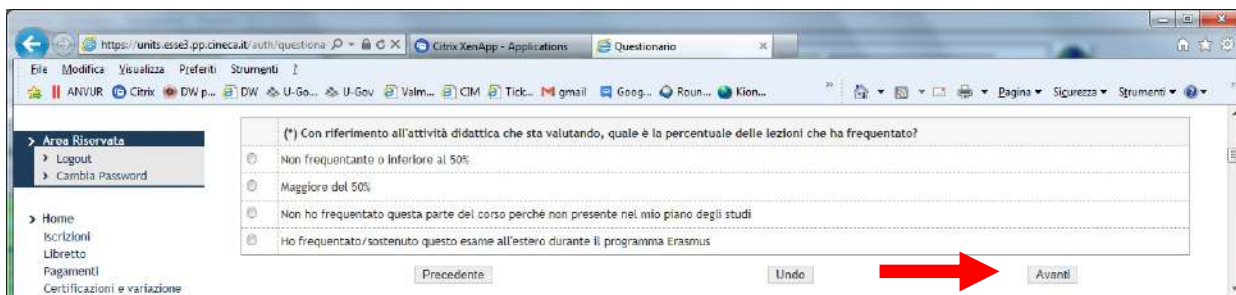 https://units.esse3.pp.cineca.it/auth/questiona
Citrix XenApp - Applications
Questionario
File Modifica Visualizza Preferiti Strumenti ?
ANVUR Citrix DW p... DW U-Go... U-Gov Valm... CIM Tick... gmail Goog... Roun... Kion... » Pagina Sicurezza Strumenti
(*) Con riferimento all'attività didattica che sta valutando, quale è la percentuale delle lezioni che ha frequentato?
> Area Riservata
> Logout
Non frequentante o inferiore al 50%
> Cambia Password
Maggiore del 50%
> Home
Non ho frequentato questa parte del corso perchè non presente nel mio piano degli studi
Iscrizioni
Ho frequentato/sostenuto questo esame all'estero durante il programma Erasmus
Libretto
Pagamenti
Precedente Undo Avanti
Certificazioni e variazione